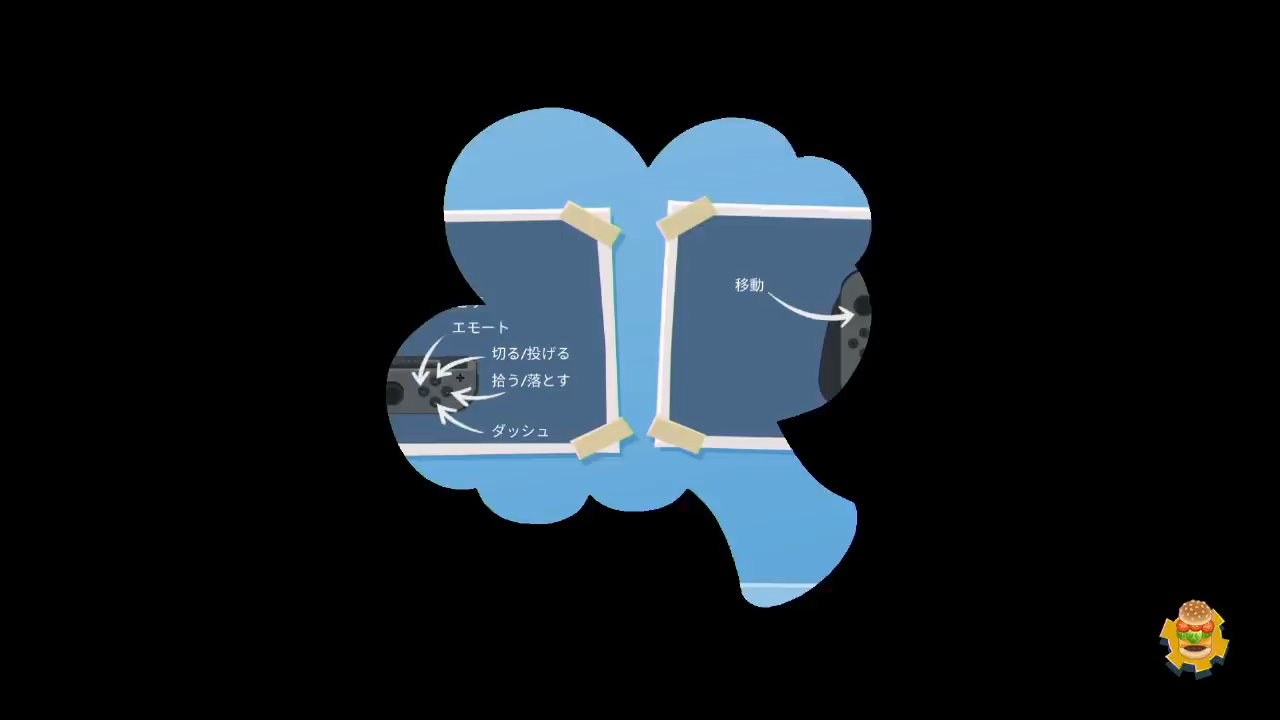 エモート
切る/投げる
拾う/落とす
ダッシュ
移動